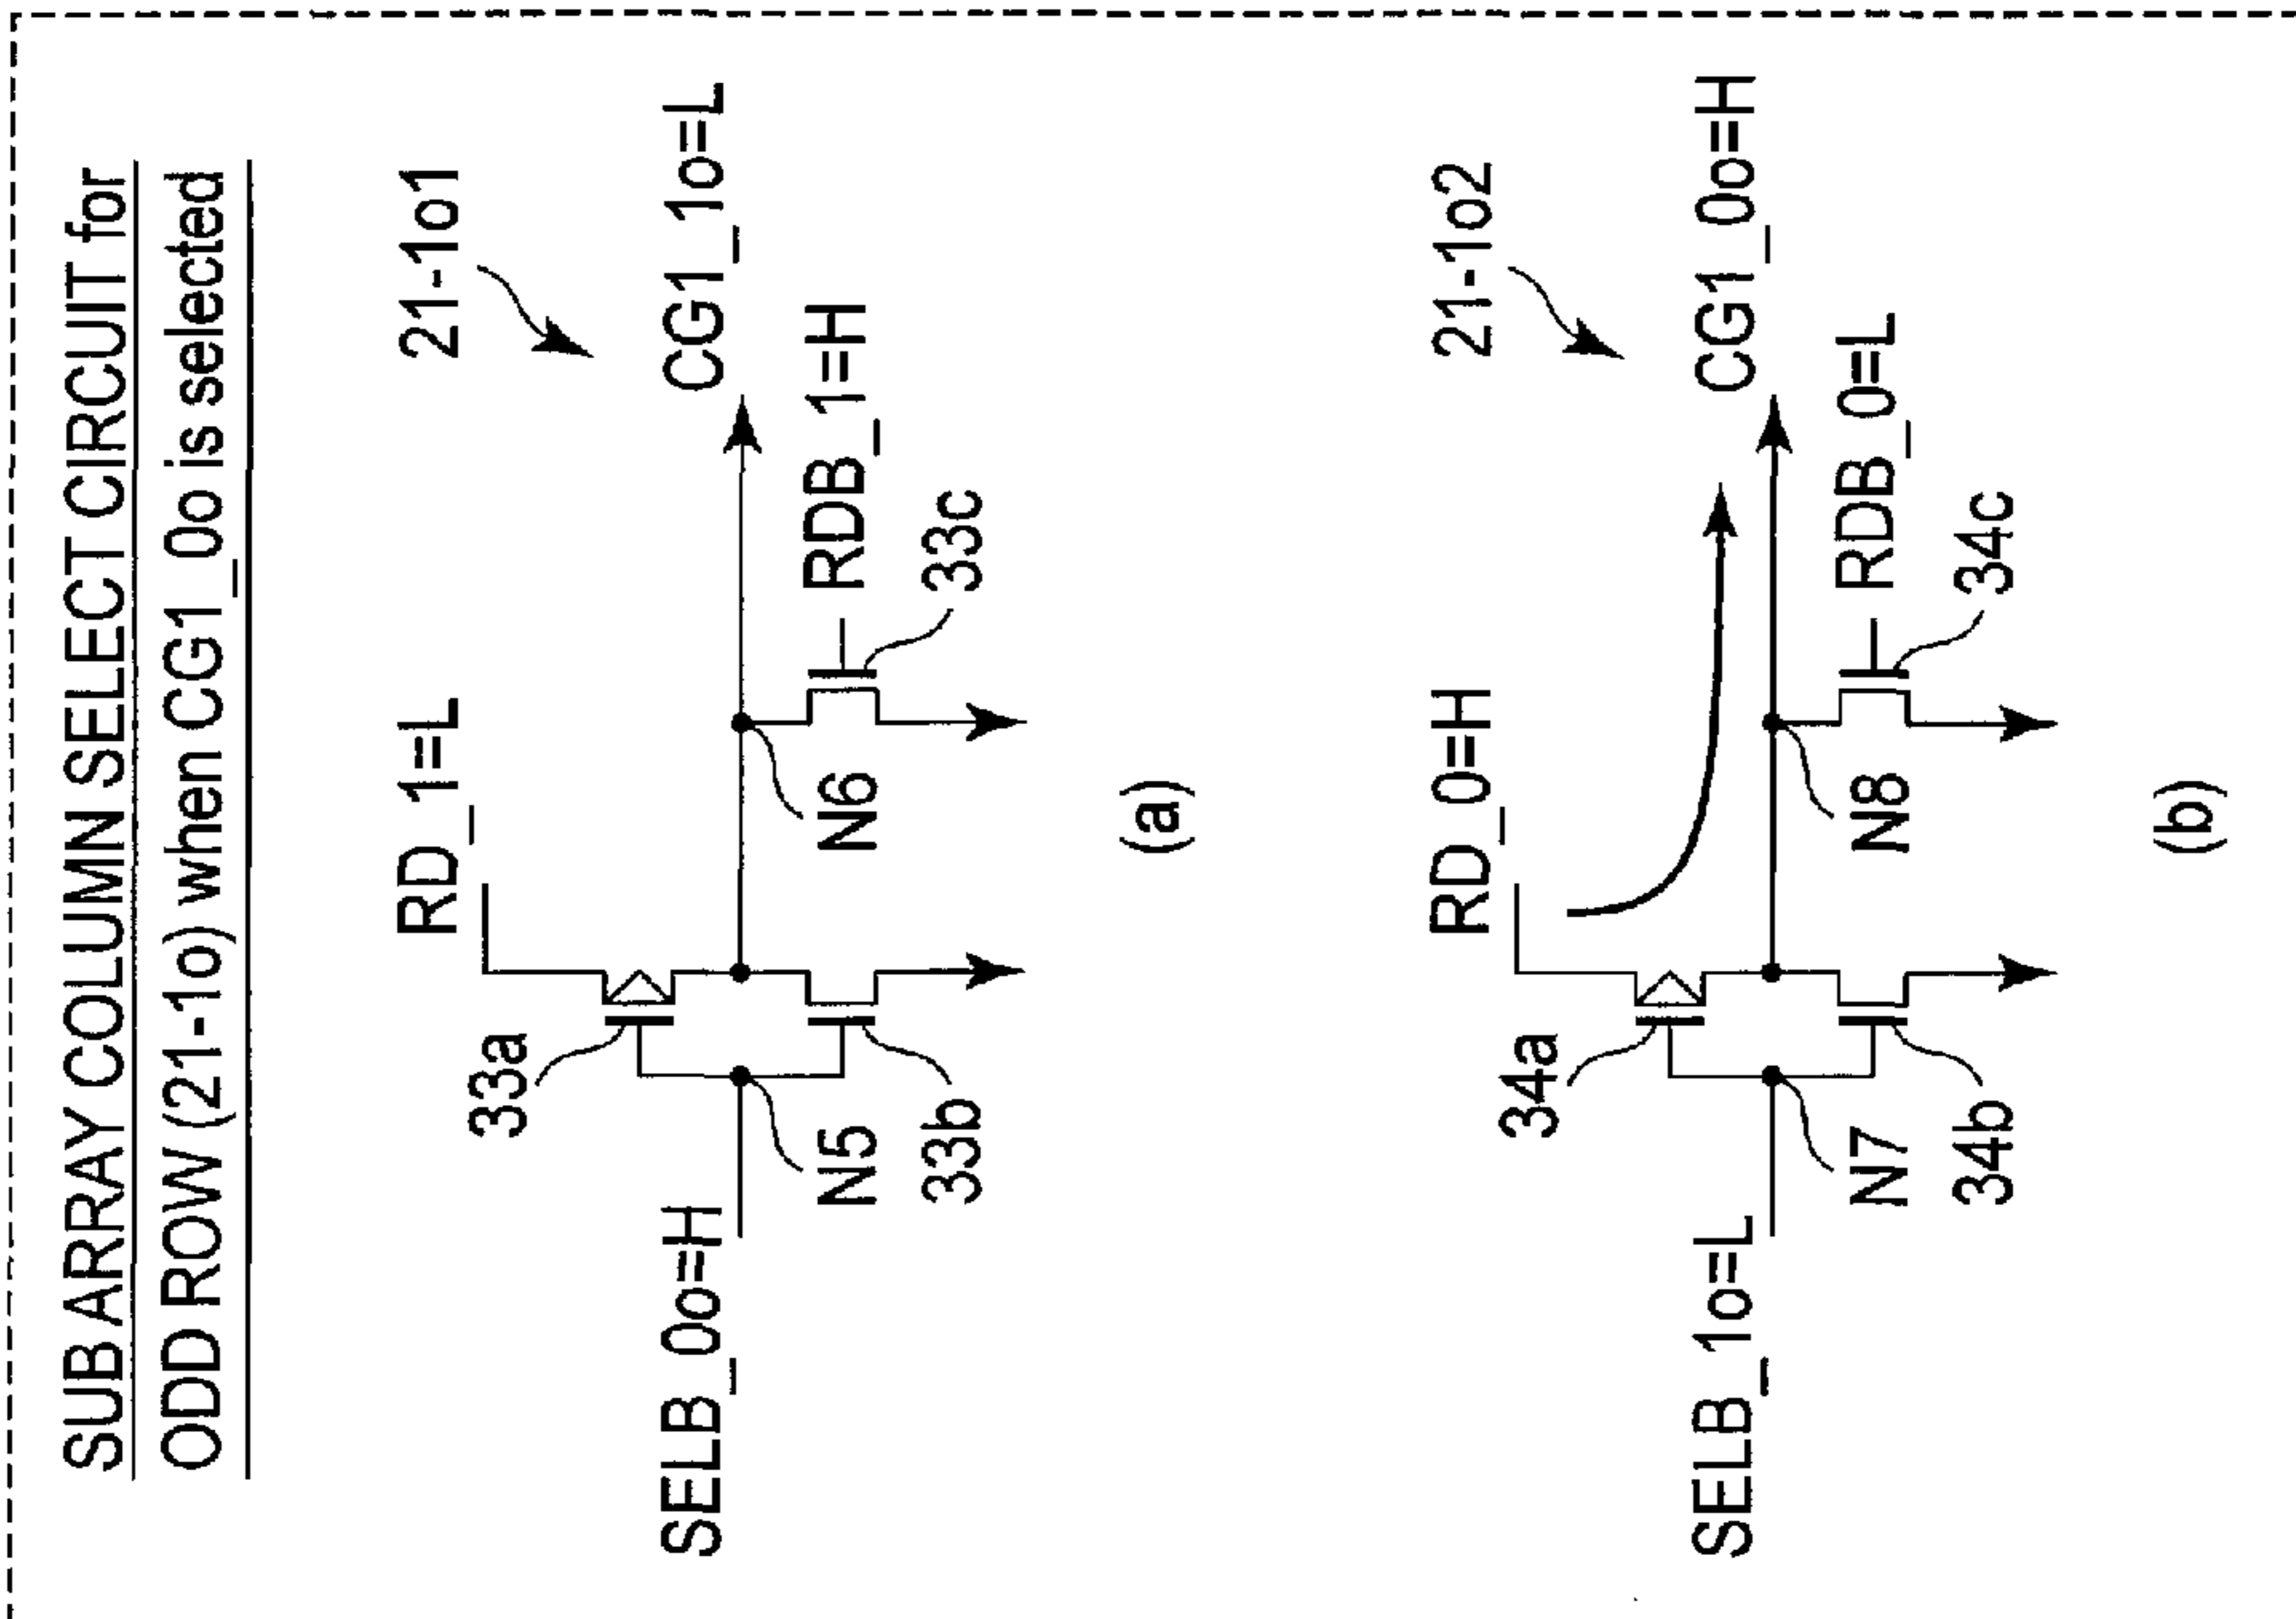 SUB ARRAY COLUMN SELECT CIRCUIT for
ODD ROW (21-1o) when CG1_0o is selected
21-1o1
RD_1=L
33a
SELB_0o=H
CG1_1o=L
N5
N6
RDB_1=H
33b
33c
(a)
21-1o2
RD_0=H
34a
SELB_1o=L
CG1_0o=H
N7
N8
RDB_0=L
34b
34c
(b)